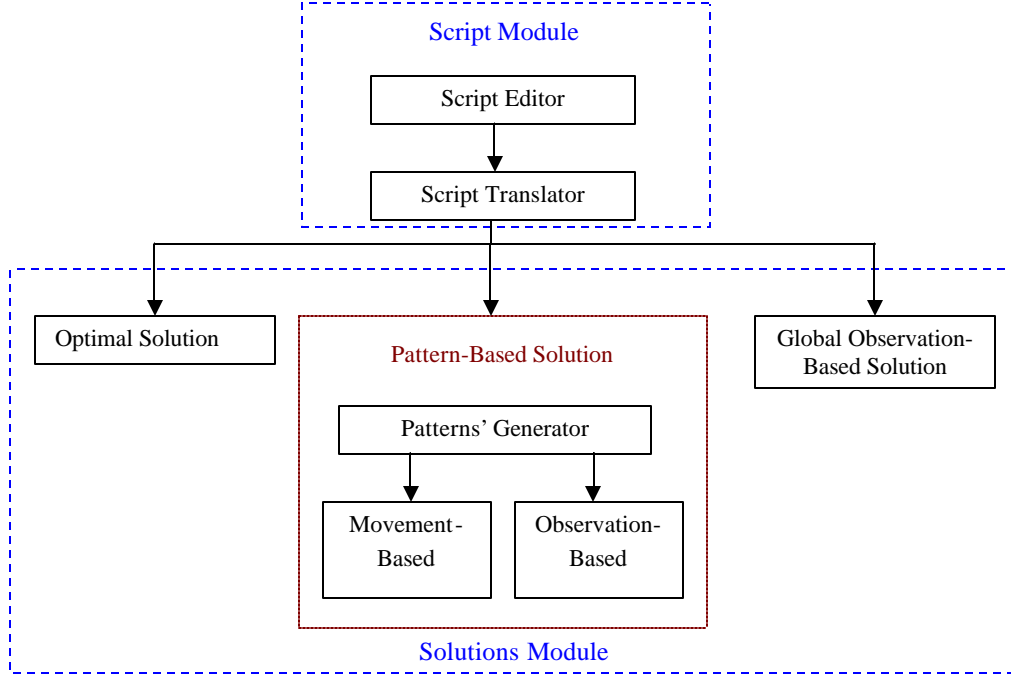 Script Module
Script Editor
Script Translator
Optimal Solution
Pattern-Based Solution
Global Observation-
Based Solution
Patterns’ Generator
Movement-
Based
Observation-
Based
Solutions Module